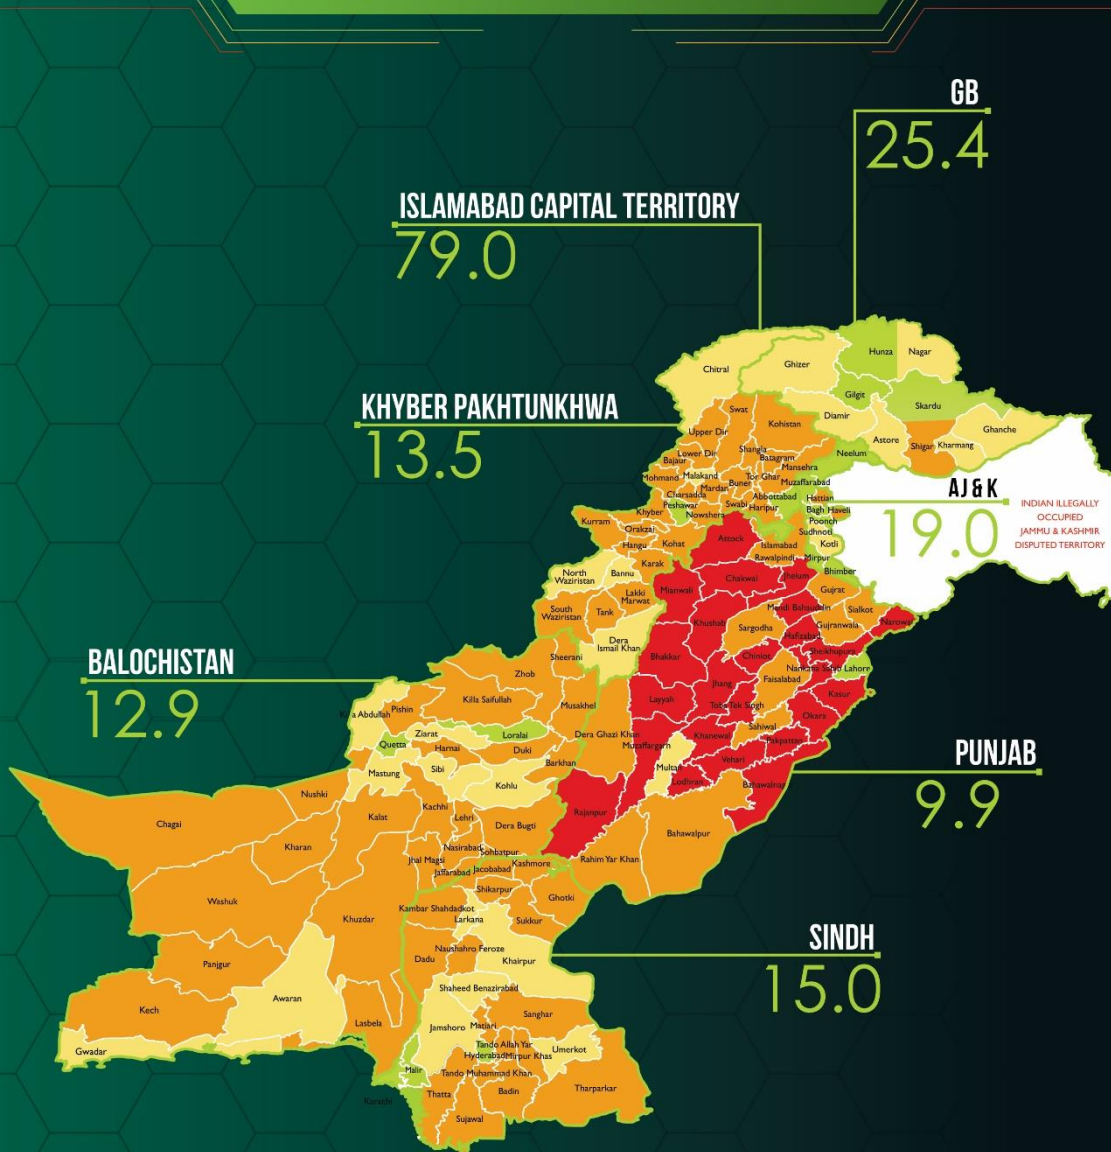 GB
25.4
ISLAMABAD CAPITAL TERRITORY
79.0
KHYBER PAKHTUNKHWA
13.5
AJ & K
19.0
INDIAN ILLEGALLY
OCCUPIED
JAMMU & KASHMIR
DISPUTED TERRITORY
BALOCHISTAN
12.9
PUNJAB
9.9
SINDH
15.0
Hunza
Nagar
Ghizer
Chitral
Gilgit
Skardu
Diamir
Ghanche
Astore
Shigar
Kharmang
Swat
Kohistan
Upper Dir
Neelum
Shangla
Lower Dir
Batagram
Bajaur
Mansehra
Mohmand
Malakand
Tor Ghar
Buner
Muzaffarabad
Mardan
Charsadda
Abbottabad
Hattian
Peshawar
Swabi
Haripur
Bagh
Haveli
Khyber
Nowshera
Poonch
Kurram
Orakzai
Sudhnoti
Attock
Hangu
Kohat
Islamabad
Kotli
Rawalpindi
Mirpur
Karak
Bhimber
North
Waziristan
Bannu
Chakwal
Jhelum
Mianwali
Gujrat
Lakki
Marwat
South
Waziristan
Tank
Mandi Bahauddin
Sialkot
Khushab
Sargodha
Gujranwala
Narowal
Hafizabad
Dera
Ismail Khan
Sheikhupura
Sheerani
Bhakkar
Chiniot
Nankana Sahib
Lahore
Zhob
Faisalabad
Jhang
Kasur
Killa Saifullah
Musakhel
Layyah
Toba Tek Singh
Killa Abdullah
Pishin
Okara
Sahiwal
Ziarat
Loralai
Dera Ghazi Khan
Khanewal
Pakpattan
Quetta
Harnai
Duki
Muzaffargarh
Vehari
Barkhan
Multan
Mastung
Sibi
Lodhran
Kohlu
Bahawalnagar
Nushki
Kachhi
Rajanpur
Chagai
Kalat
Lehri
Dera Bugti
Bahawalpur
Kharan
Nasirabad
Sohbatpur
Jhal Magsi
Kashmore
Rahim Yar Khan
Jaffarabad
Jacobabad
Shikarpur
Ghotki
Washuk
Kambar Shahdadkot
Khuzdar
Larkana
Sukkur
Naushahro Feroze
Dadu
Khairpur
Panjgur
Shaheed Benazirabad
Awaran
Kech
Sanghar
Lasbela
Jamshoro
Matiari
Tando Allah Yar
Umerkot
Gwadar
Hyderabad
Mirpur Khas
Malir
Tando Muhammad Khan
Tharparkar
Badin
Thatta
Karachi
Sujawal